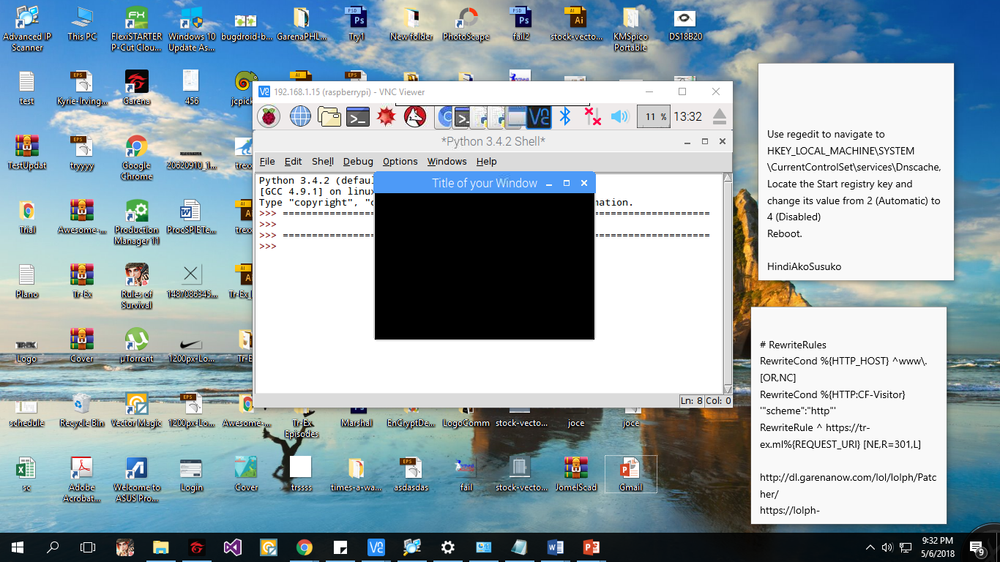 Advanced IP Scanner
This PC
FlexiSTARTER P-Cut Clou...
Windows 10 Update As...
bugdroid-b...
GarenaPHL...
Try1
New folder
PhotoScape
fail2
stock-vecto...
KMSpico Portable
DS18B20
test
Kyrie-Irving...
Garena
456
jcpick
TestUpdat
tryyyy
Google Chrome
20620910_1...
trexx
Trial
Awesome-...
Production Manager 11
ProcSPIETe...
trexx
Plano
Tr-Ex
Rules of Survival
1487086345...
Tr-Ex_
Logo
Cover
µTorrent
1200px-Lo...
Tr-E
schedule
Recycle Bin
Vector Magic
1200px-Lo...
Awesome-...
Tr-Ex Episodes
Marshal
EnCryptDe...
LogoComm
stock-vecto...
joce
joce
sc
Adobe Acrobat...
Welcome to ASUS Pro...
Login
Cover
trssss
times-a-wa...
asdasdas
fail
stock-vecto...
JomelScad
Gmail
192.168.1.15 (raspberrypi) - VNC Viewer
11 %
13:32
*Python 3.4.2 Shell*
File Edit Shell Debug Options Windows Help
Python 3.4.2 (defau
[GCC 4.9.1] on linux
Type "copyright", "c
mation.
>>> ================
====================
>>>
>>> ================
====================
>>>
Title of your Window
Ln: 8 Col: 0
Use regedit to navigate to
HKEY_LOCAL_MACHINE\SYSTEM
\CurrentControlSet\services\Dnscache,
Locate the Start registry key and
change its value from 2 (Automatic) to
4 (Disabled)
Reboot.
HindiAkoSusuko
# RewriteRules
RewriteCond %{HTTP_HOST} ^www\.
[OR,NC]
RewriteCond %{HTTP:CF-Visitor}
'"scheme":"http"'
RewriteRule ^ https://tr-
ex.ml%{REQUEST_URI} [NE,R=301,L]
http://dl.garenanow.com/lol/lolph/Patc
her/
https://lolph-
9:32 PM
5/6/2018
9